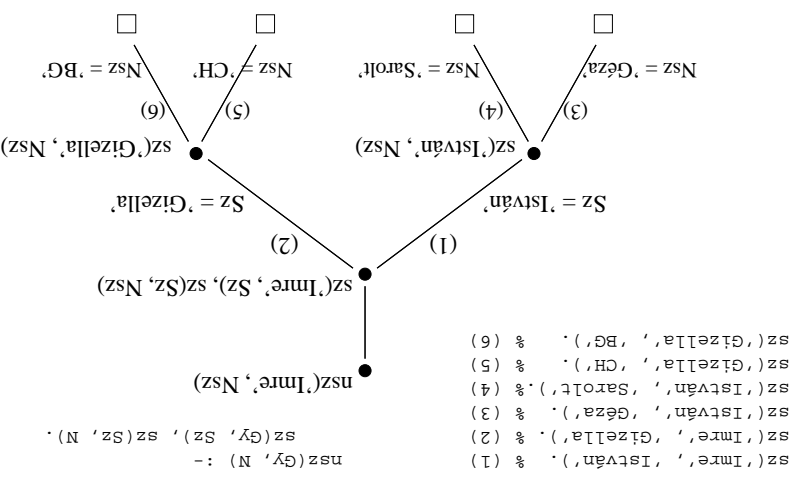 sz('Imre', 'István').   % (1)
sz('Imre', 'Gizella').  % (2)
sz('István', 'Géza').   % (3)
sz('István', 'Sarolt').% (4)
sz('Gizella', 'CH').    % (5)
sz('Gizella', 'BG').    % (6)
nsz(Gy, N) :-
sz(Gy, Sz), sz(Sz, N).
nsz(’Imre’, Nsz)
sz(’Imre’, Sz), sz(Sz, Nsz)
(1) (2)
Sz = ’István’ Sz = ’Gizella’
sz(’István’, Nsz) sz(’Gizella’, Nsz)
(3) (4) (5) (6)
Nsz = ’Géza’ Nsz = ’Sarolt’ Nsz = ’CH’ Nsz = ’BG’